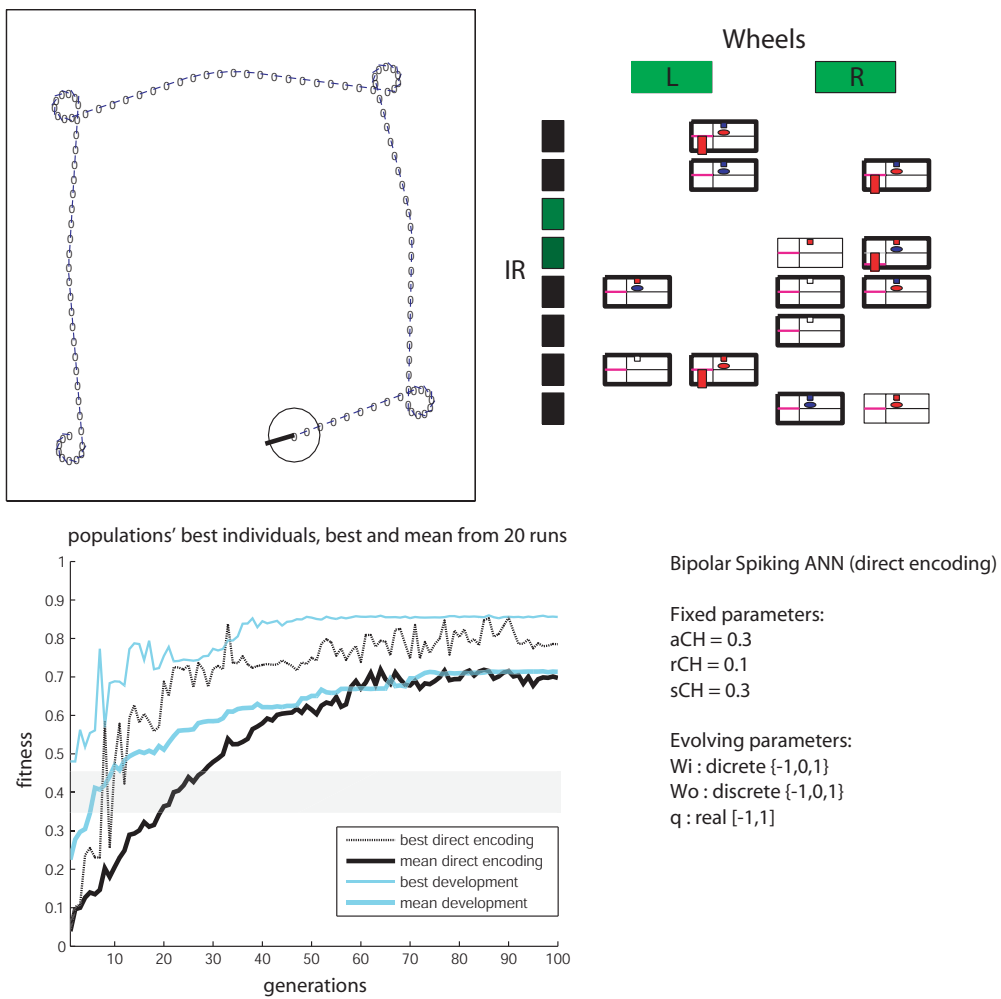 Wheels
L R
IR
populations' best individuals, best and mean from 20 runs
1
0.9
0.8
0.7
0.6
0.5
0.4
0.3
0.2
0.1
0
fitness
10 20 30 40 50 60 70 80 90 100
generations
best direct encoding
mean direct encoding
best development
mean development
Bipolar Spiking ANN (direct encoding)
Fixed parameters:
aCH = 0.3
rCH = 0.1
sCH = 0.3
Evolving parameters:
Wi : dicrete {-1,0,1}
Wo : discrete {-1,0,1}
q : real [-1,1]